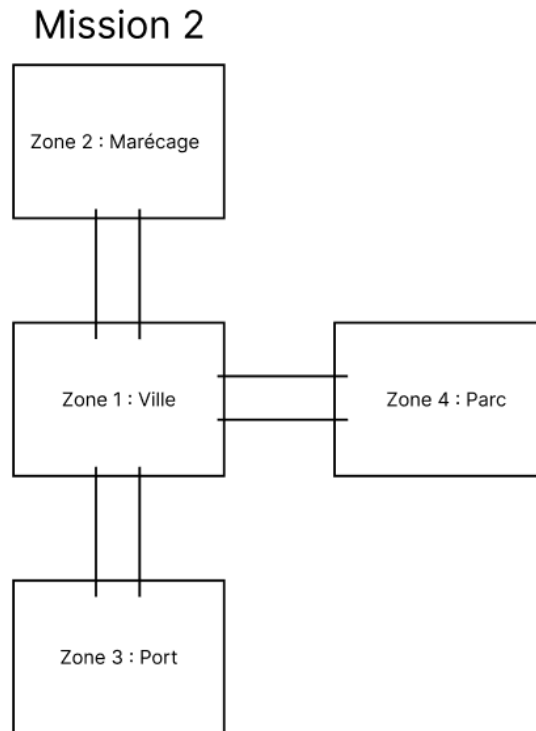 Mission 2
Zone 2 : Marécage
Zone 1 : Ville
Zone 4 : Parc
Zone 3 : Port